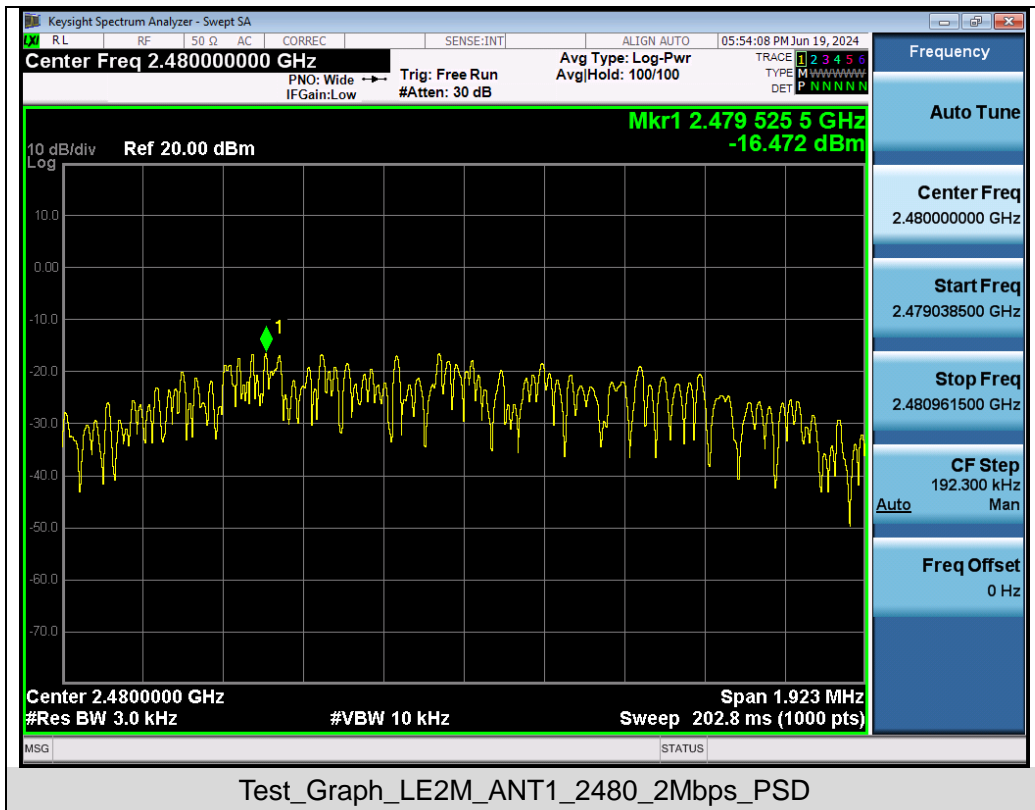 Keysight Spectrum Analyzer - Swept SA
LXI RL RF 50 Ω AC CORREC SENSE:INT ALIGN AUTO 05:54:08 PM Jun 19, 2024
Center Freq 2.480000000 GHz
PNO: Wide
IFGain:Low
Trig: Free Run
#Atten: 30 dB
Avg Type: Log-Pwr
Avg|Hold: 100/100
TRACE 1 2 3 4 5 6
TYPE M WWWWW
DET P N N N N N
Mkr1 2.479 525 5 GHz
-16.472 dBm
10 dB/div Ref 20.00 dBm
Log
10.0
0.00
-10.0
-20.0
-30.0
-40.0
-50.0
-60.0
-70.0
1
Center 2.4800000 GHz Span 1.923 MHz
#Res BW 3.0 kHz #VBW 10 kHz Sweep 202.8 ms (1000 pts)
MSG STATUS
Frequency
Auto Tune
Center Freq
2.480000000 GHz
Start Freq
2.479038500 GHz
Stop Freq
2.480961500 GHz
CF Step
192.300 kHz
Auto Man
Freq Offset
0 Hz
Test_Graph_LE2M_ANT1_2480_2Mbps_PSD